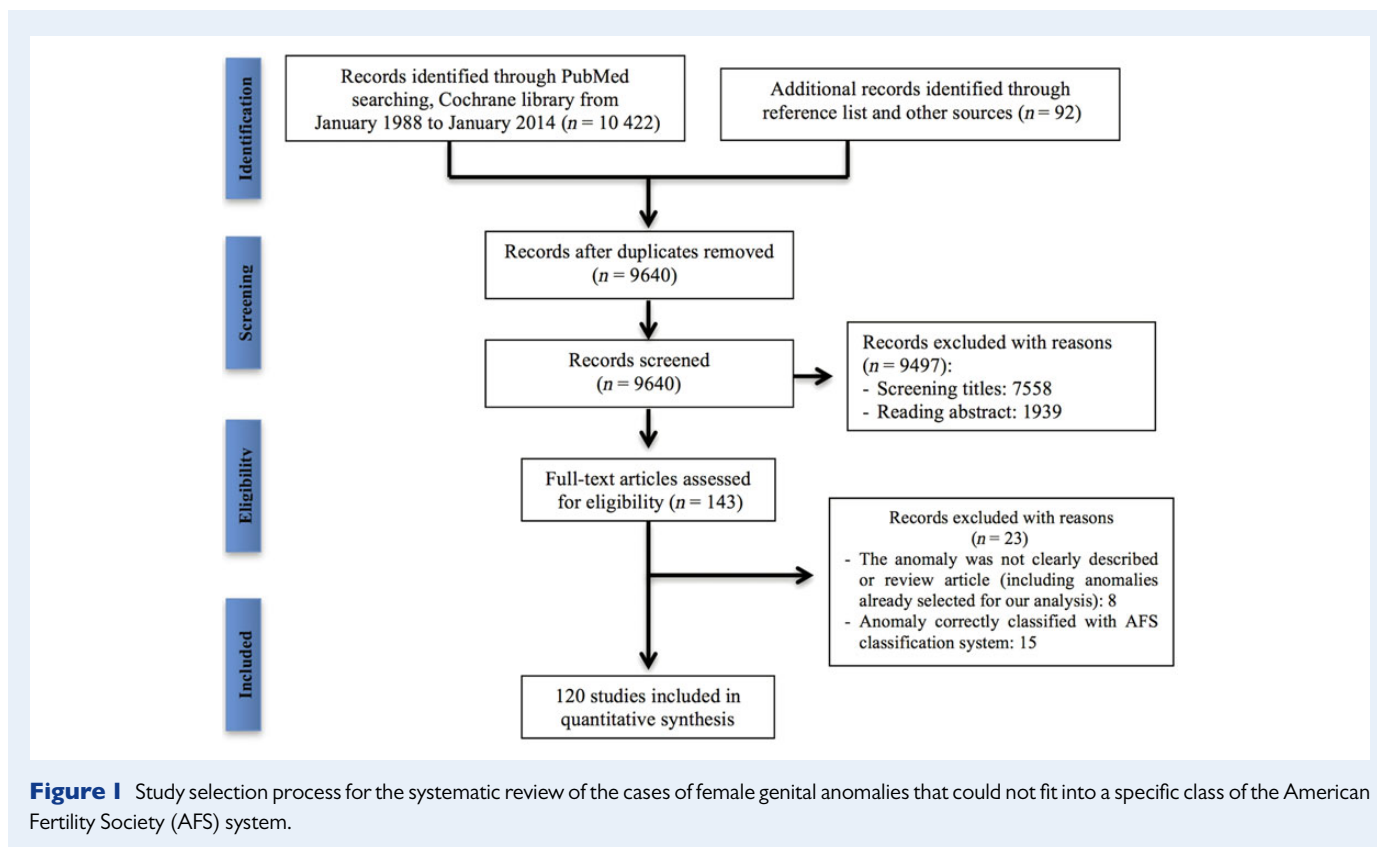 Identification
Records identified through PubMed
searching, Cochrane library from
January 1988 to January 2014 (n = 10 422)
Additional records identified through
reference list and other sources (n = 92)
Screening
Records after duplicates removed
(n = 9640)
Records screened
(n = 9640)
Records excluded with reasons
(n = 9497):
- Screening titles: 7558
- Reading abstract: 1939
Eligibility
Full-text articles assessed
for eligibility (n = 143)
Records excluded with reasons
(n = 23)
- The anomaly was not clearly described
or review article (including anomalies
already selected for our analysis): 8
- Anomaly correctly classified with AFS
classification system: 15
Included
120 studies included in
quantitative synthesis
Figure 1 Study selection process for the systematic review of the cases of female genital anomalies that could not fit into a specific class of the American
Fertility Society (AFS) system.